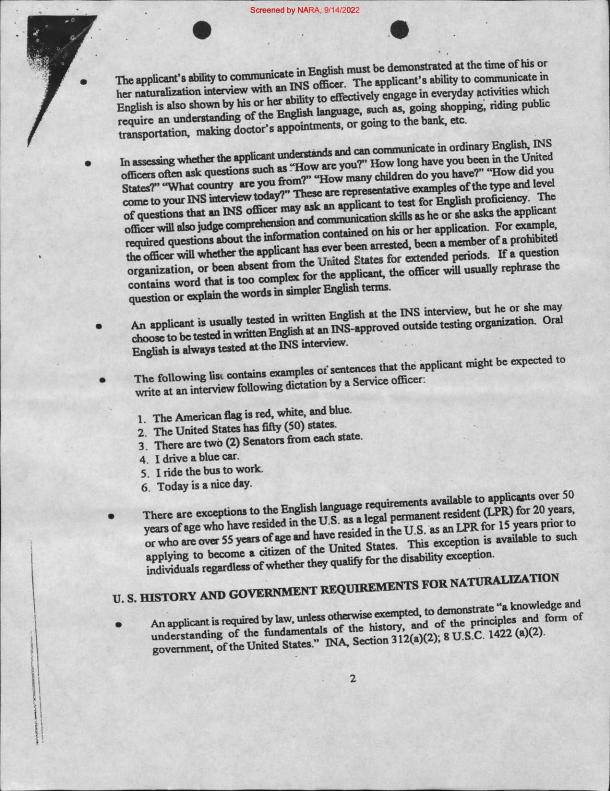 Screened by NARA, 9/14/2022
• The applicant's ability to communicate in English must be demonstrated at the time of his or
her naturalization interview with an INS officer. The applicant's ability to communicate in
English is also shown by his or her ability to effectively engage in everyday activities which
require an understanding of the English language, such as, going shopping, riding public
transportation, making doctor's appointments, or going to the bank, etc.
• In assessing whether the applicant understands and can communicate in ordinary English, INS
officers often ask questions such as "How are you?" How long have you been in the United
States?" "What country are you from?" "How many children do you have?" "How did you
come to your INS interview today?" These are representative examples of the type and level
of questions that an INS officer may ask an applicant to test for English proficiency. The
officer will also judge comprehension and communication skills as he or she asks the applicant
required questions about the information contained on his or her application. For example,
the officer will whether the applicant has ever been arrested, been a member of a prohibited
organization, or been absent from the United States for extended periods. If a question
contains word that is too complex for the applicant, the officer will usually rephrase the
question or explain the words in simpler English terms.
• An applicant is usually tested in written English at the INS interview, but he or she may
choose to be tested in written English at an INS-approved outside testing organization. Oral
English is always tested at the INS interview.
• The following list contains examples of sentences that the applicant might be expected to
write at an interview following dictation by a Service officer:
1. The American flag is red, white, and blue.
2. The United States has fifty (50) states.
3. There are two (2) Senators from each state.
4. I drive a blue car.
5. I ride the bus to work.
6. Today is a nice day.
• There are exceptions to the English language requirements available to applicants over 50
years of age who have resided in the U.S. as a legal permanent resident (LPR) for 20 years,
or who are over 55 years of age and have resided in the U.S. as an LPR for 15 years prior to
applying to become a citizen of the United States. This exception is available to such
individuals regardless of whether they qualify for the disability exception.
U. S. HISTORY AND GOVERNMENT REQUIREMENTS FOR NATURALIZATION
• An applicant is required by law, unless otherwise exempted, to demonstrate "a knowledge and
understanding of the fundamentals of the history, and of the principles and form of
government, of the United States." INA, Section 312(a)(2); 8 U.S.C. 1422 (a)(2).
2